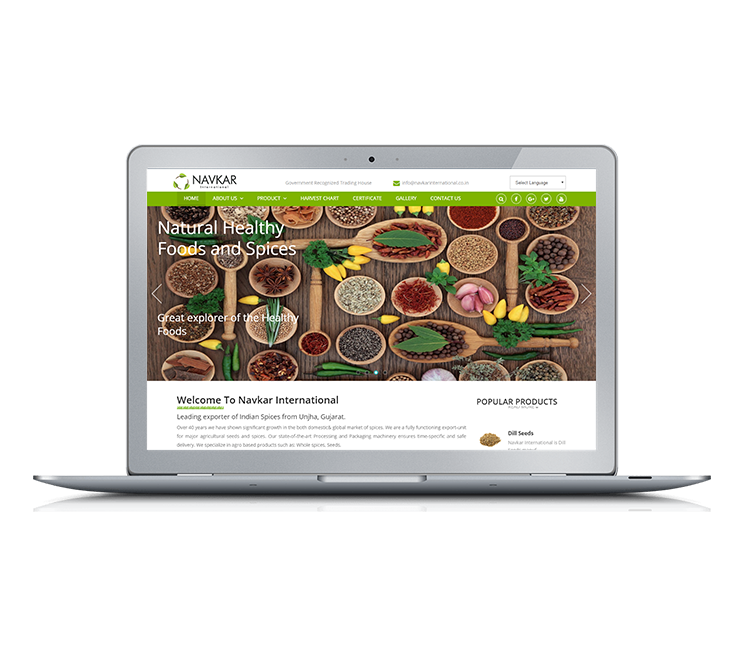 NAVKAR
International
Government Recognized Trading House
info@navkarinternational.co.in
Select Language
HOME ABOUT US PRODUCT HARVEST CHART CERTIFICATE GALLERY CONTACT US
Natural Healthy
Foods and Spices
Great explorer of the Healthy
Foods
Welcome To Navkar International
Leading exporter of Indian Spices from Unjha, Gujarat.
Over 40 years we have shown significant growth in the both domestic& global market of spices. We are a fully functioning export-unit
for major agricultural seeds and spices. Our state-of-the-art Processing and Packaging machinery ensures time-specific and safe
delivery. We specialize in agro based products such as: Whole spices, Seeds.
POPULAR PRODUCTS
Dill Seeds
Navkar International is Dill